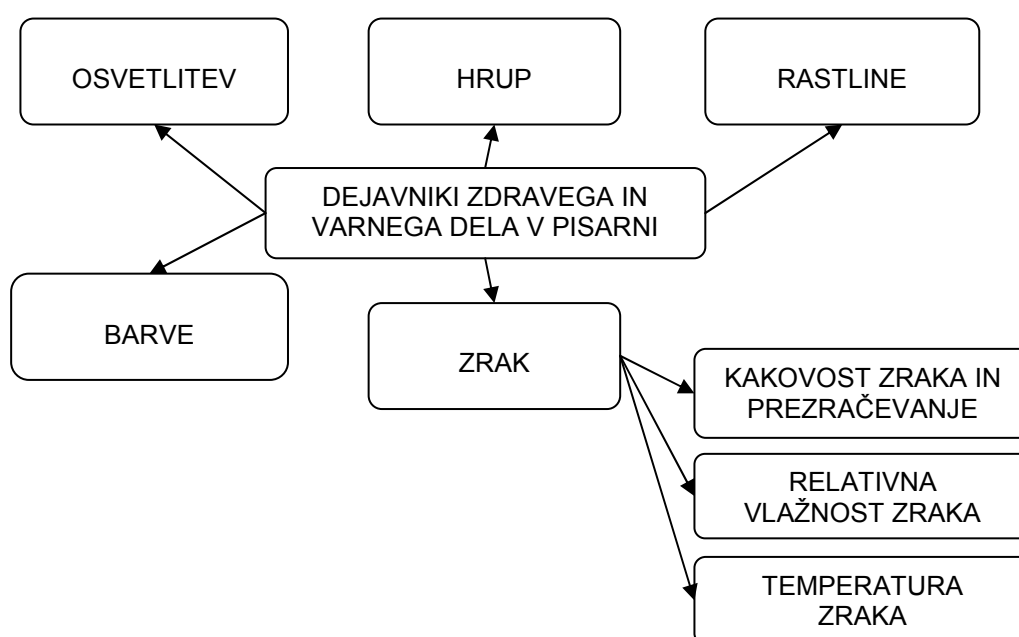 OSVETLITEV
HRUP
RASTLINE
DEJAVNIKI ZDRAVEGA IN
VARNEGA DELA V PISARNI
BARVE
ZRAK
KAKOVOST ZRAKA IN
PREZRAČEVANJE
RELATIVNA
VLAŽNOST ZRAKA
TEMPERATURA
ZRAKA